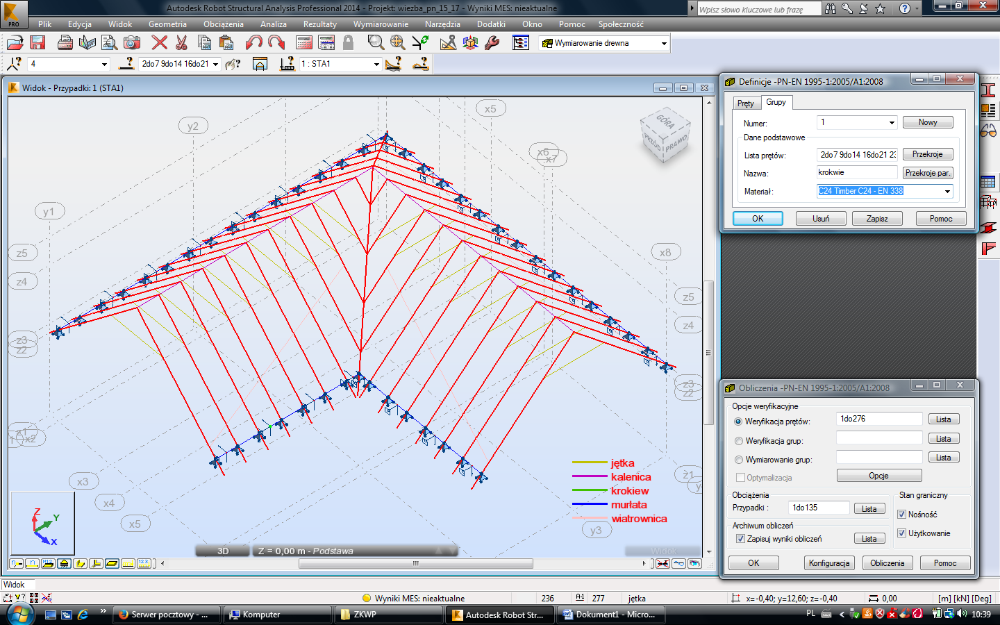 Autodesk Robot Structural Analysis Professional 2014 - Projekt: wiezba_pn_15_17 - Wyniki MES: nieaktualne
Wpisz słowo kluczowe lub frazę
PRO
Plik Edycja Widok Geometria Obciążenia Analiza Rezultaty Wymiarowanie Narzędzia Dodatki Okno Pomoc Społeczność
Wymiarowanie drewna
4
2do7 9do14 16do21
1 : STA1
Widok - Przypadki: 1 (STA1)
x5
y2
x6
x7
GÓRA
PRZÓD
PRAWO
y1
z5
z4
x8
z5
z4
z3
z2
z3
z2
z1
x2
x3
x4
x5
z1
y3
jętka
kalenica
krokiew
murłata
wiatrownica
Z
Y
X
3D
Z = 0,00 m - Podstawa
Widok
Definicje -PN-EN 1995-1:2005/A1:2008
Pręty
Grupy
Numer: 1 Nowy
Dane podstawowe
Lista prętów: 2do7 9do14 16do21 23 Przekroje
Nazwa: krokwie Przekroje par.
Materiał: C24 Timber C24 - EN 338
OK Usuń Zapisz Pomoc
Obliczenia -PN-EN 1995-1:2005/A1:2008
Opcje weryfikacyjne
Weryfikacja prętów: 1do276 Lista
Weryfikacja grup: Lista
Wymiarowanie grup: Lista
Optymalizacja Opcje
Obciążenia
Przypadki : 1do135 Lista
Stan graniczny
Nośność
Użytkowanie
Archiwum obliczeń
Zapisuj wyniki obliczeń Lista
OK Konfiguracja Obliczenia Pomoc
Widok
Wyniki MES: nieaktualne 236 277 jętka x=-0,40; y=12,60; z=-0,40 0,00 [m] [kN] [Deg]
Serwer pocztowy - ... Komputer ZKWP Autodesk Robot Str... Dokument1 - Micro... PL 10:39